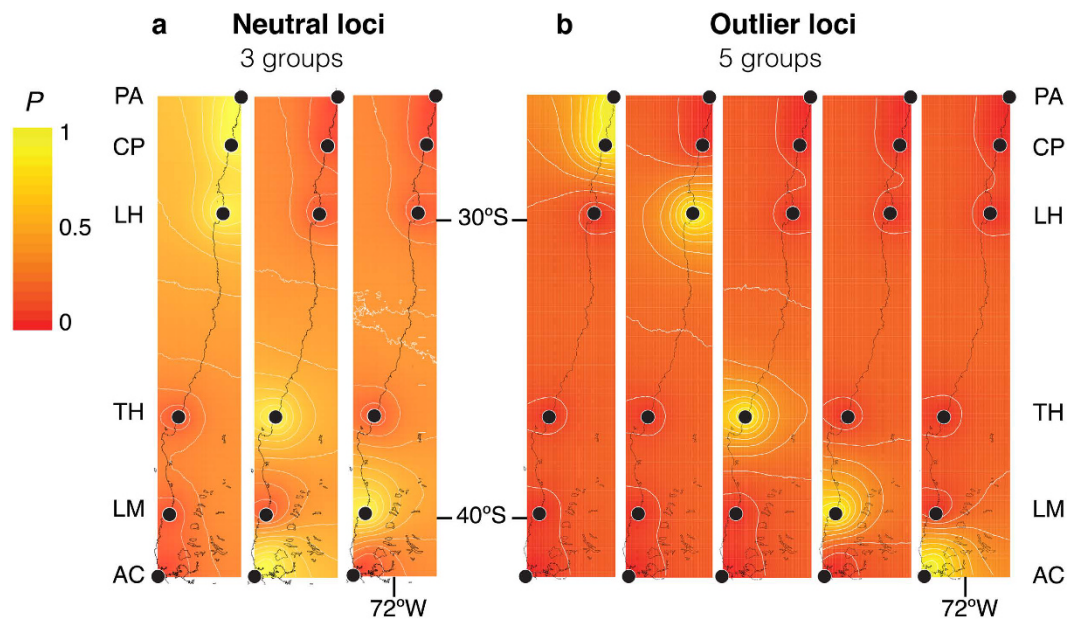 a Neutral loci
3 groups
b Outlier loci
5 groups
P
1
0.5
0
PA
CP
LH
TH
LM
AC
30ºS
40ºS
72ºW
72ºW
PA
CP
LH
TH
LM
AC